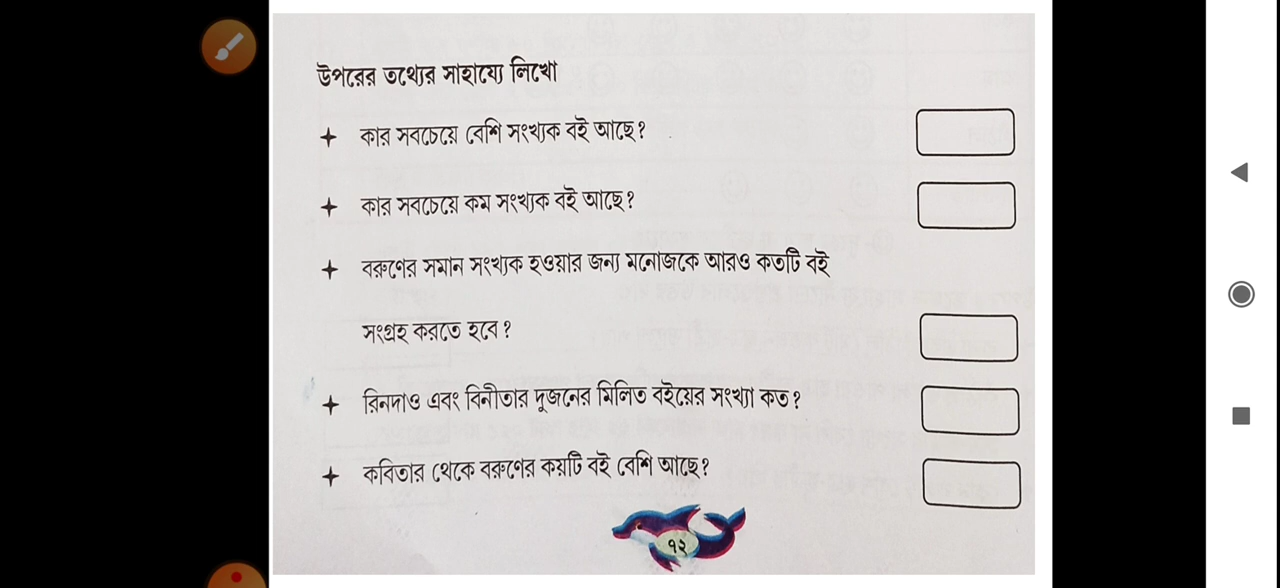 উপরের তথ্যের সাহায্যে লিখো
কার সবচেয়ে বেশি সংখ্যক বই আছে?
কার সবচেয়ে কম সংখ্যক বই আছে?
বরুণের সমান সংখ্যক হওয়ার জন্য মনোজকে আরও কতটি বই
সংগ্রহ করতে হবে?
রিনদাও এবং বিনীতার দুজনের মিলিত বইয়ের সংখ্যা কত?
কবিতার থেকে বরুণের কয়টি বই বেশি আছে?
৭২